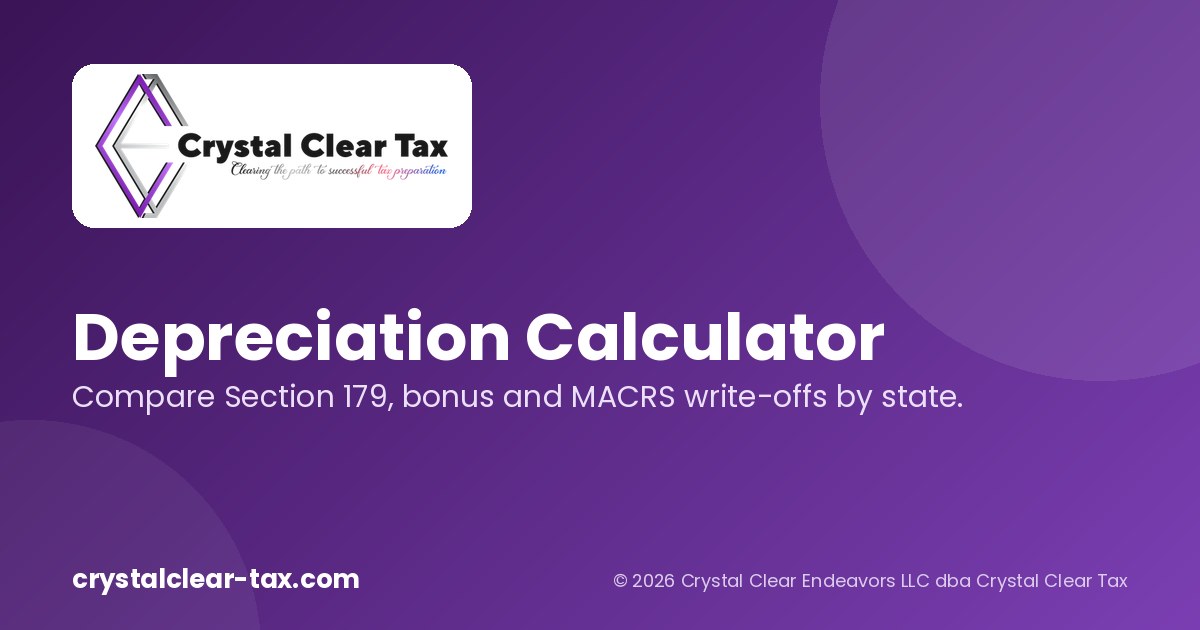 Crystal Clear Tax
Clearing the path to successful tax preparation
Depreciation Calculator
Compare Section 179, bonus and MACRS write-offs by state.
crystalclear-tax.com
© 2026 Crystal Clear Endeavors LLC dba Crystal Clear Tax